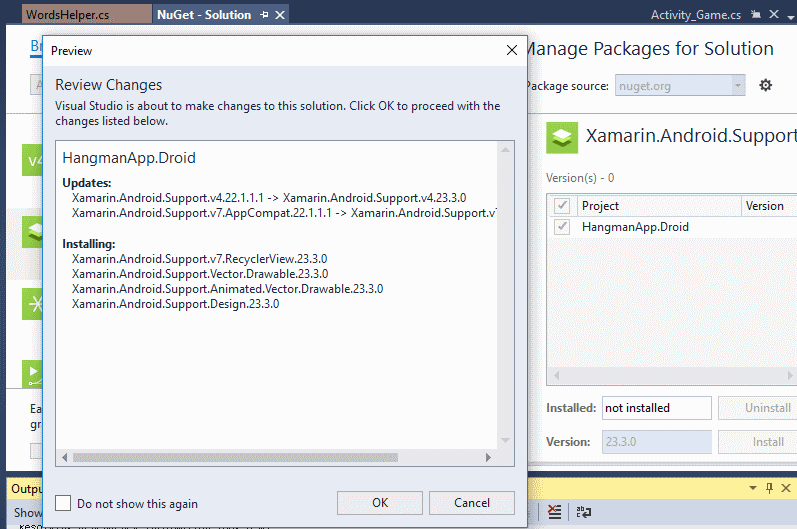 WordsHelper.cs
NuGet - Solution
Activity_Game.cs
Preview
Manage Packages for Solution
Review Changes
Package source: nuget.org
Visual Studio is about to make changes to this solution. Click OK to proceed with the
changes listed below.
HangmanApp.Droid
Updates:
Xamarin.Android.Support.v4.22.1.1.1 -> Xamarin.Android.Support.v4.23.3.0
Xamarin.Android.Support.v7.AppCompat.22.1.1.1 -> Xamarin.Android.Support.v7
Installing:
Xamarin.Android.Support.v7.RecyclerView.23.3.0
Xamarin.Android.Support.Vector.Drawable.23.3.0
Xamarin.Android.Support.Animated.Vector.Drawable.23.3.0
Xamarin.Android.Support.Design.23.3.0
Do not show this again
OK
Cancel
Xamarin.Android.Support
Version(s) - 0
Project
Version
HangmanApp.Droid
Installed:
not installed
Uninstall
Version:
23.3.0
Install
v4
Ea
gr
Outpu
Show